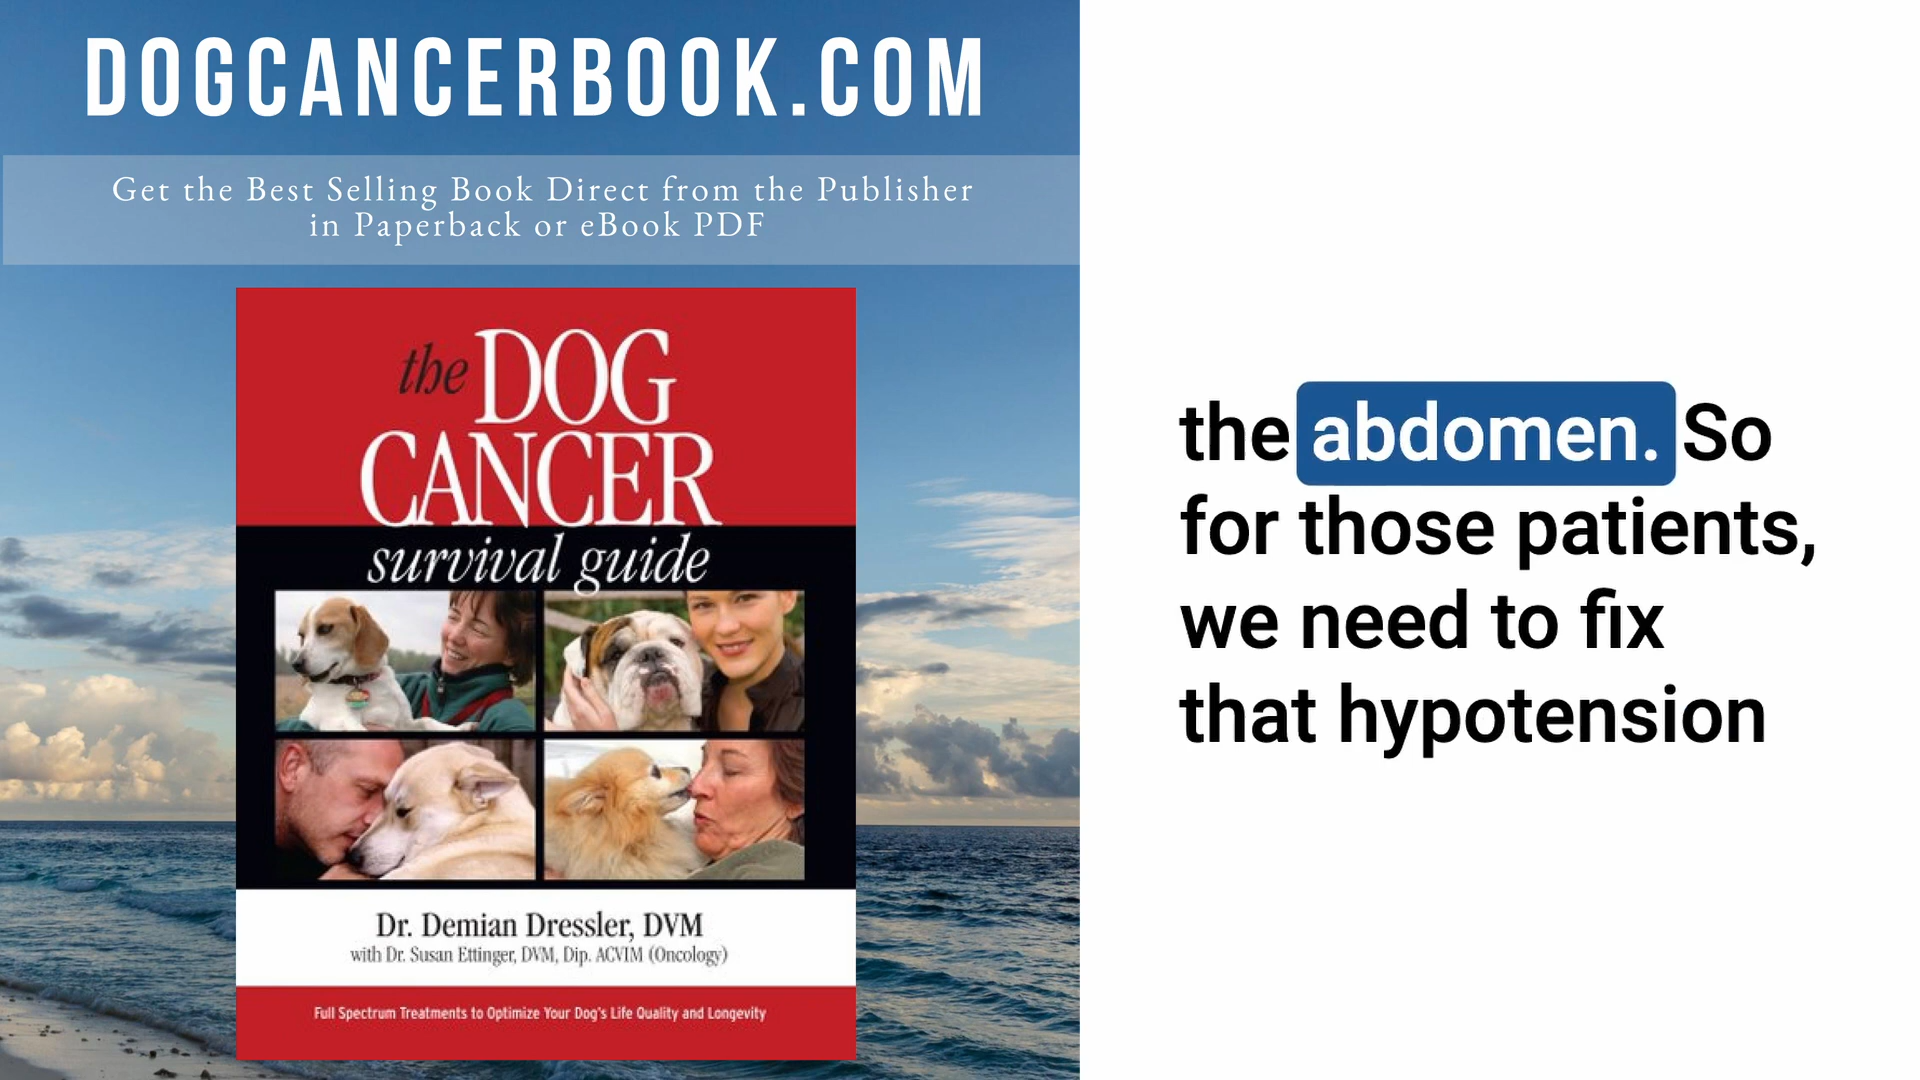 DOGCANCERBOOK.COM
Get the Best Selling Book Direct from the Publisher
in Paperback or eBook PDF
the DOG
CANCER
survival guide
Dr. Demian Dressler, DVM
with Dr. Susan Ettinger, DVM, Dip. ACVIM (Oncology)
Full Spectrum Treatments to Optimize Your Dog's Life Quality and Longevity
the abdomen. So
for those patients,
we need to fix
that hypotension